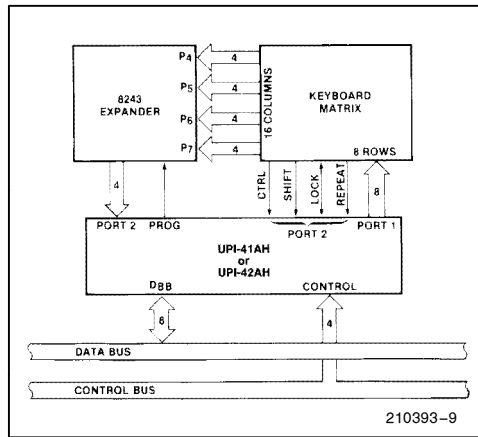 8243
EXPANDER
P4
P5
P6
P7
4
4
4
4
16 COLUMNS
KEYBOARD
MATRIX
8 ROWS
4
CTRL
SHIFT
LOCK
REPEAT
8
PORT 2
PROG
PORT 2
PORT 1
UPI-41AH
or
UPI-42AH
DBB
CONTROL
6
4
DATA BUS
CONTROL BUS
210393-9